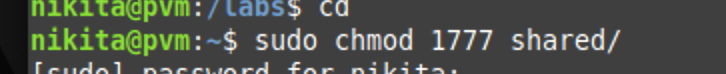 nikita@pvm:/labs$ cd
nikita@pvm:~$ sudo chmod 1777 shared/
[sudo] password for nikita: